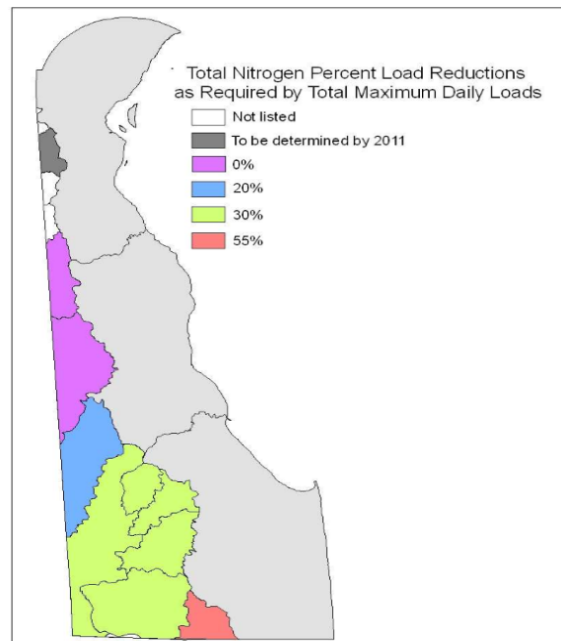 Total Nitrogen Percent Load Reductions
as Required by Total Maximum Daily Loads
Not listed
To be determined by 2011
0%
20%
30%
55%